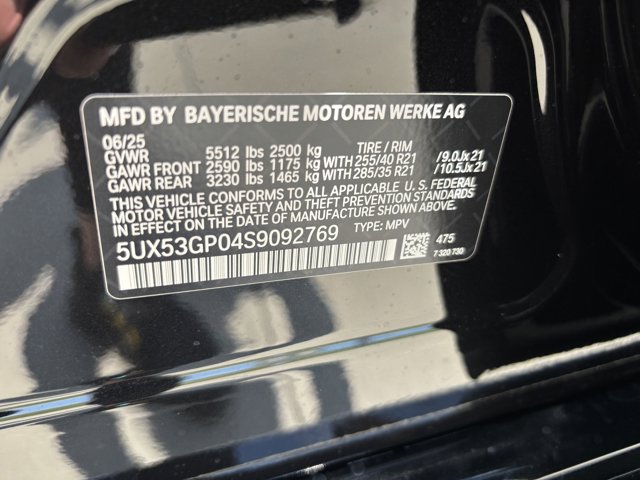 MFD BY BAYERISCHE MOTOREN WERKE AG
06/25 TIRE / RIM
GVWR 5512 lbs 2500 kg
GAWR FRONT 2590 lbs 1175 kg WITH 255/40 R21 /9.0Jx21
GAWR REAR 3230 lbs 1465 kg WITH 285/35 R21 /10.5Jx21
THIS VEHICLE CONFORMS TO ALL APPLICABLE U.S. FEDERAL
MOTOR VEHICLE SAFETY AND THEFT PREVENTION STANDARDS
IN EFFECT ON THE DATE OF MANUFACTURE SHOWN ABOVE.
5UX53GP04S9092769 TYPE: MPV
475
7 320 730